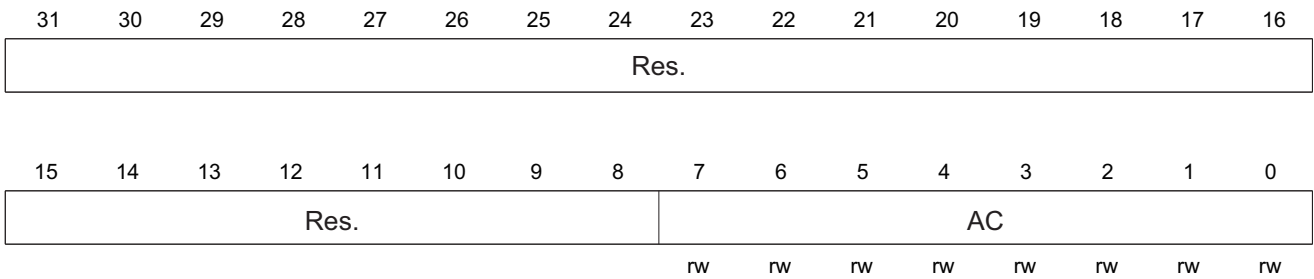 31 30 29 28 27 26 25 24 23 22 21 20 19 18 17 16
Res.
15 14 13 12 11 10 9 8 7 6 5 4 3 2 1 0
Res. AC
rw rw rw rw rw rw rw rw